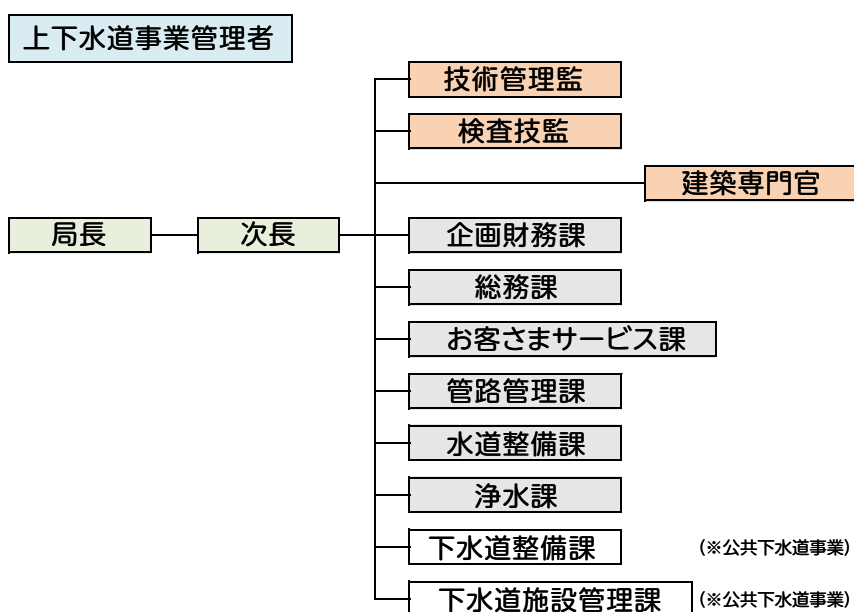 上下水道事業管理者
技術管理監
検査技監
建築専門官
局長 次長 企画財務課
総務課
お客さまサービス課
管路管理課
水道整備課
浄水課
下水道整備課 (※公共下水道事業)
下水道施設管理課 (※公共下水道事業)